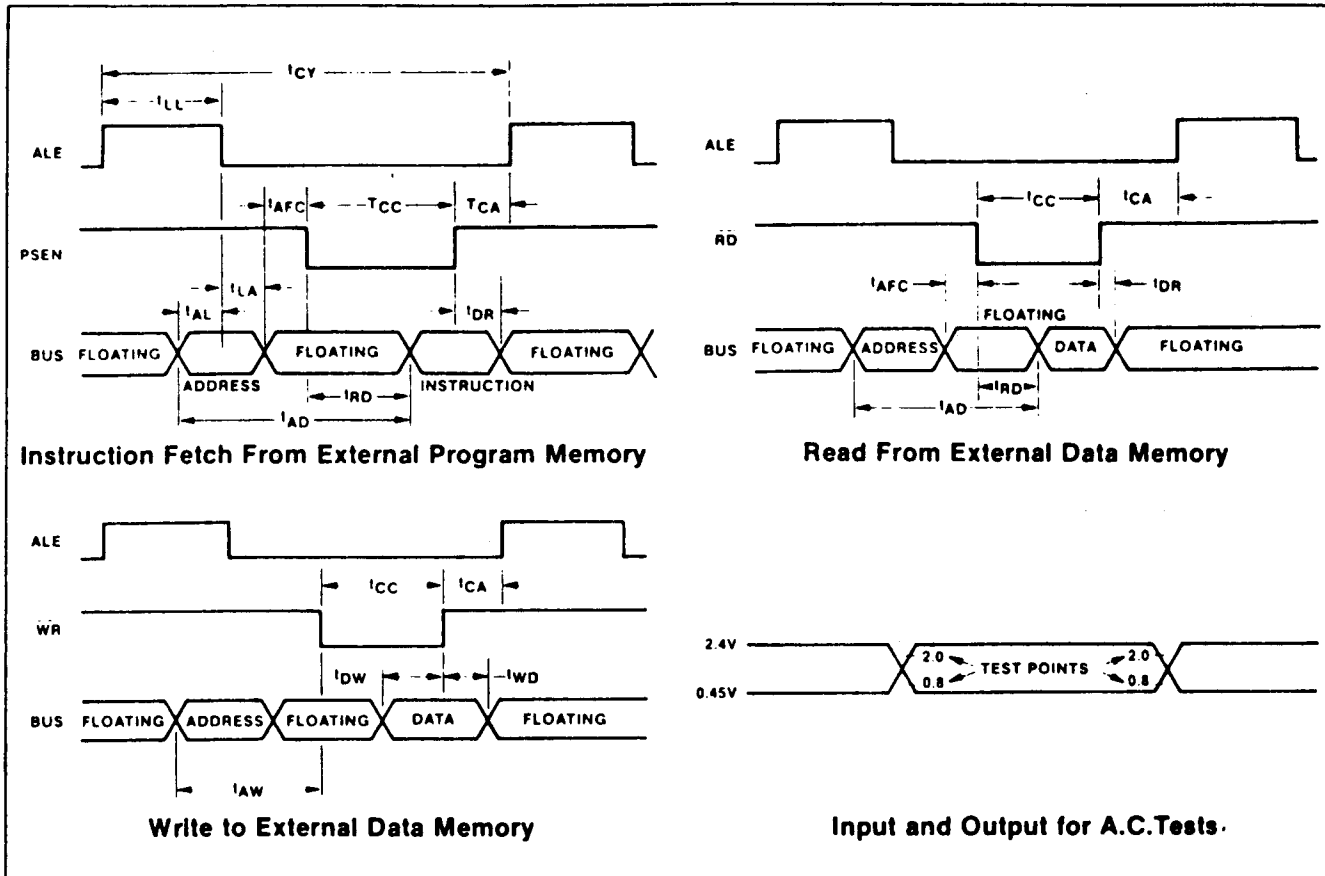 tCY
tLL
ALE
tAFC TCC TCA
PSEN
tLA
tAL tDR
BUS FLOATING FLOATING FLOATING
ADDRESS INSTRUCTION
tRD
tAD
Instruction Fetch From External Program Memory
ALE
tCC tCA
RD
tAFC tDR
FLOATING
BUS FLOATING ADDRESS DATA FLOATING
tRD
tAD
Read From External Data Memory
ALE
tCC tCA
WR
tDW tWD
BUS FLOATING ADDRESS FLOATING DATA FLOATING
tAW
Write to External Data Memory
2.4V
2.0 TEST POINTS 2.0
0.8 0.8
0.45V
Input and Output for A.C.Tests.